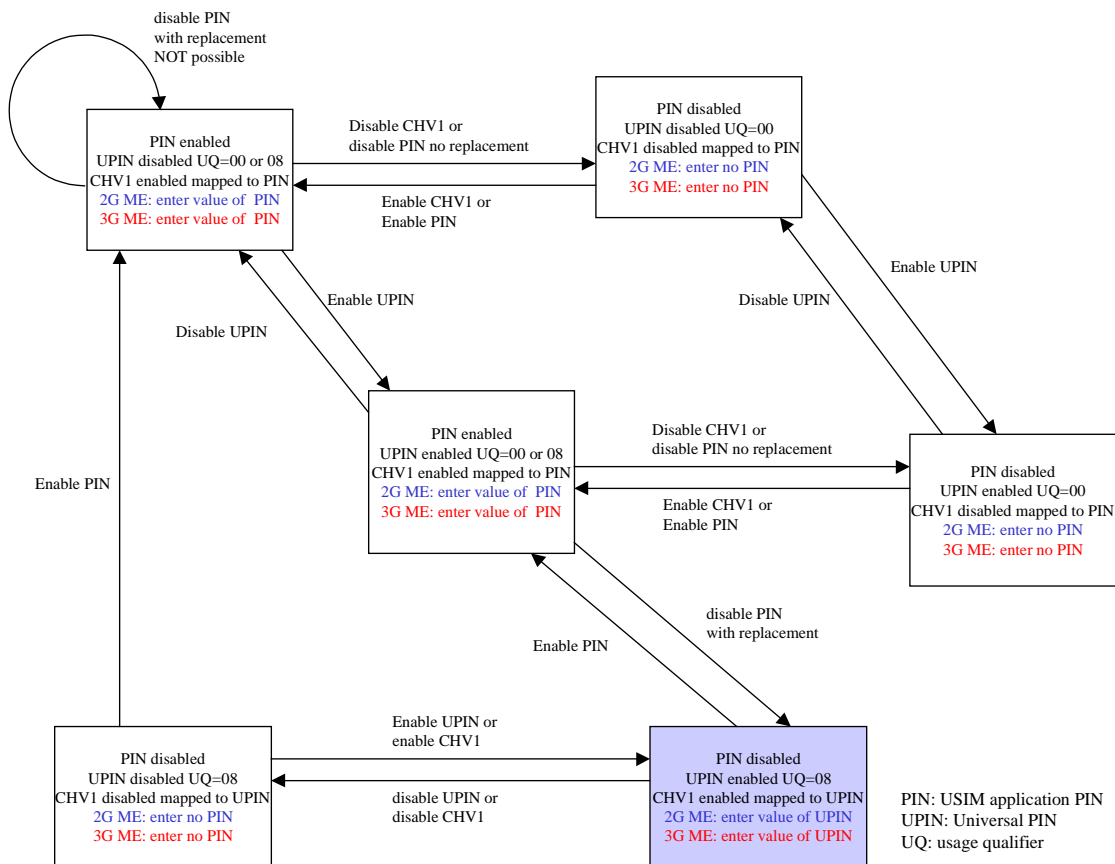 disable PIN
with replacement
NOT possible
PIN enabled
UPIN disabled UQ=00 or 08
CHV1 enabled mapped to PIN
2G ME: enter value of  PIN
3G ME: enter value of  PIN
Disable CHV1 or
disable PIN no replacement
Enable CHV1 or
Enable PIN
PIN disabled
UPIN disabled UQ=00
CHV1 disabled mapped to PIN
2G ME: enter no PIN
3G ME: enter no PIN
Enable UPIN
Disable UPIN
Enable UPIN
Disable UPIN
PIN enabled
UPIN enabled UQ=00 or 08
CHV1 enabled mapped to PIN
2G ME: enter value of  PIN
3G ME: enter value of  PIN
Disable CHV1 or
disable PIN no replacement
Enable CHV1 or
Enable PIN
PIN disabled
UPIN enabled UQ=00
CHV1 disabled mapped to PIN
2G ME: enter no PIN
3G ME: enter no PIN
Enable PIN
disable PIN
with replacement
Enable PIN
PIN disabled
UPIN disabled UQ=08
CHV1 disabled mapped to UPIN
2G ME: enter no PIN
3G ME: enter no PIN
Enable UPIN or
enable CHV1
disable UPIN or
disable CHV1
PIN disabled
UPIN enabled UQ=08
CHV1 enabled mapped to UPIN
2G ME: enter value of UPIN
3G ME: enter value of UPIN
PIN: USIM application PIN
UPIN: Universal PIN
UQ: usage qualifier